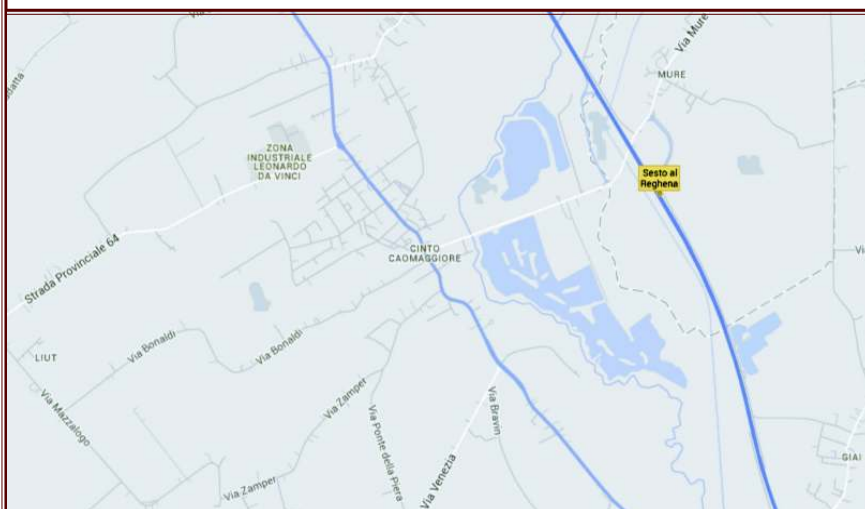 Via Mure
MURE
ZONA
INDUSTRIALE
LEONARDO
DA VINCI
Sesto al
Reghena
CINTO
CAOMAGGIORE
Strada Provinciale 64
LIUT
Via Bonaldi
Via Bonaldi
Via Mazzalogo
Via Zamper
Via Ponte della Piera
Via Bravin
Via Venezia
Via Zamper
GIAI